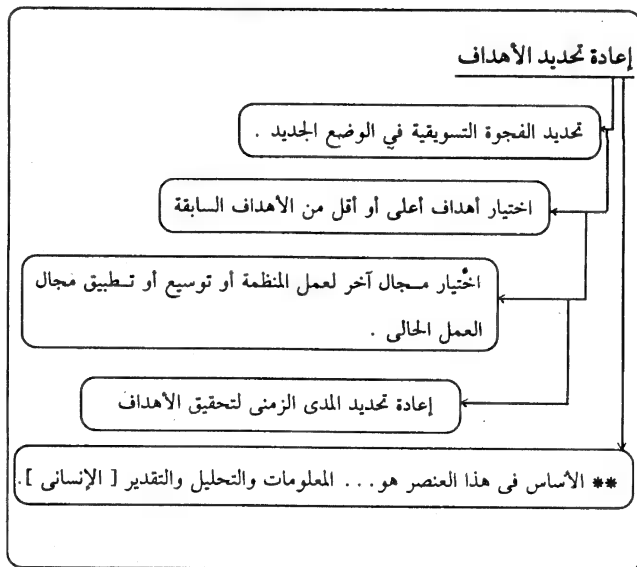 إعادة تحديد الأهداف
تحديد الفجوة التسويقية في الوضع الجديد .
اختيار أهداف أعلى أو أقل من الأهداف السابقة
اختيار مـجال آخر لعمل المنظمة أو توسيع أو تـطبيق مجال
العمل الحالى .
إعادة تحديد المدى الزمنى لتحقيق الأهداف
** الأساس فى هذا العنصر هو... المعلومات والتحليل والتقدير [ الإنسانى ].